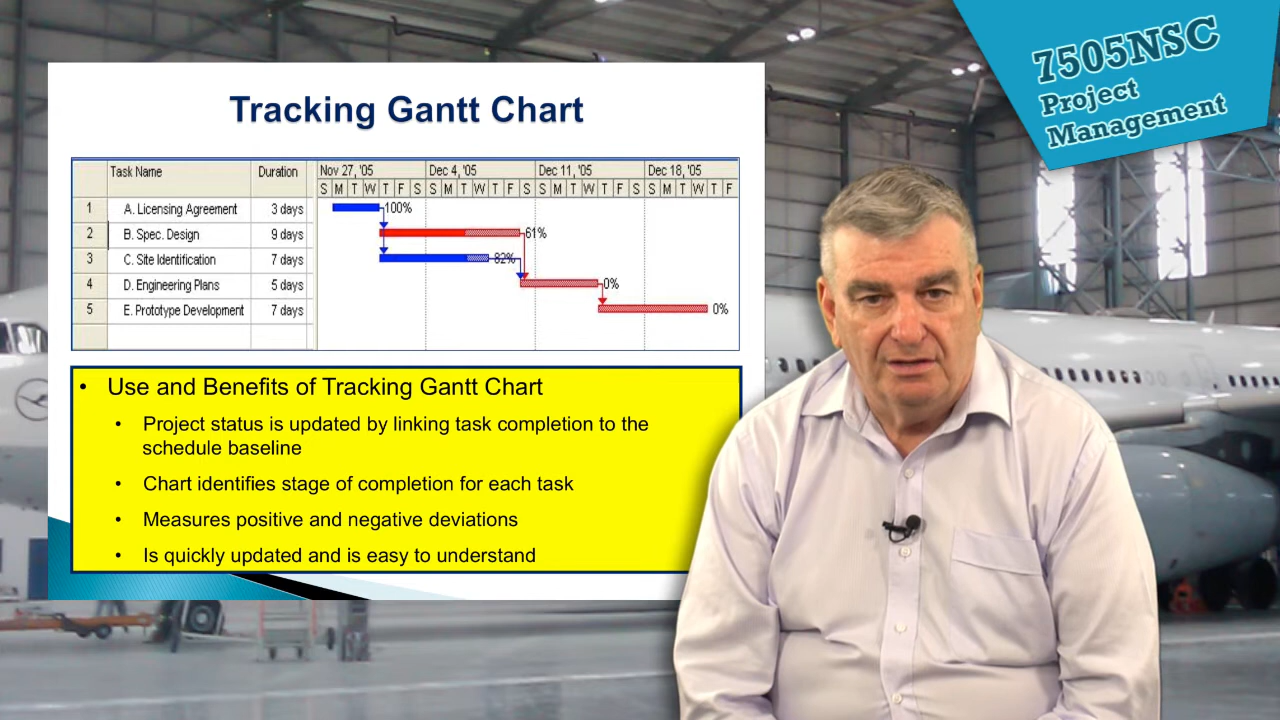 7505NSC
Project
Management
Tracking Gantt Chart
Task Name Duration Nov 27, '05 Dec 4, '05 Dec 11, '05 Dec 18, '05
S M T W T F S S M T W T F S S M T W T F S S M T W T F
1 A. Licensing Agreement 3 days 100%
2 B. Spec. Design 9 days 61%
3 C. Site Identification 7 days 82%
4 D. Engineering Plans 5 days 0%
5 E. Prototype Development 7 days 0%
• Use and Benefits of Tracking Gantt Chart
• Project status is updated by linking task completion to the
schedule baseline
• Chart identifies stage of completion for each task
• Measures positive and negative deviations
• Is quickly updated and is easy to understand